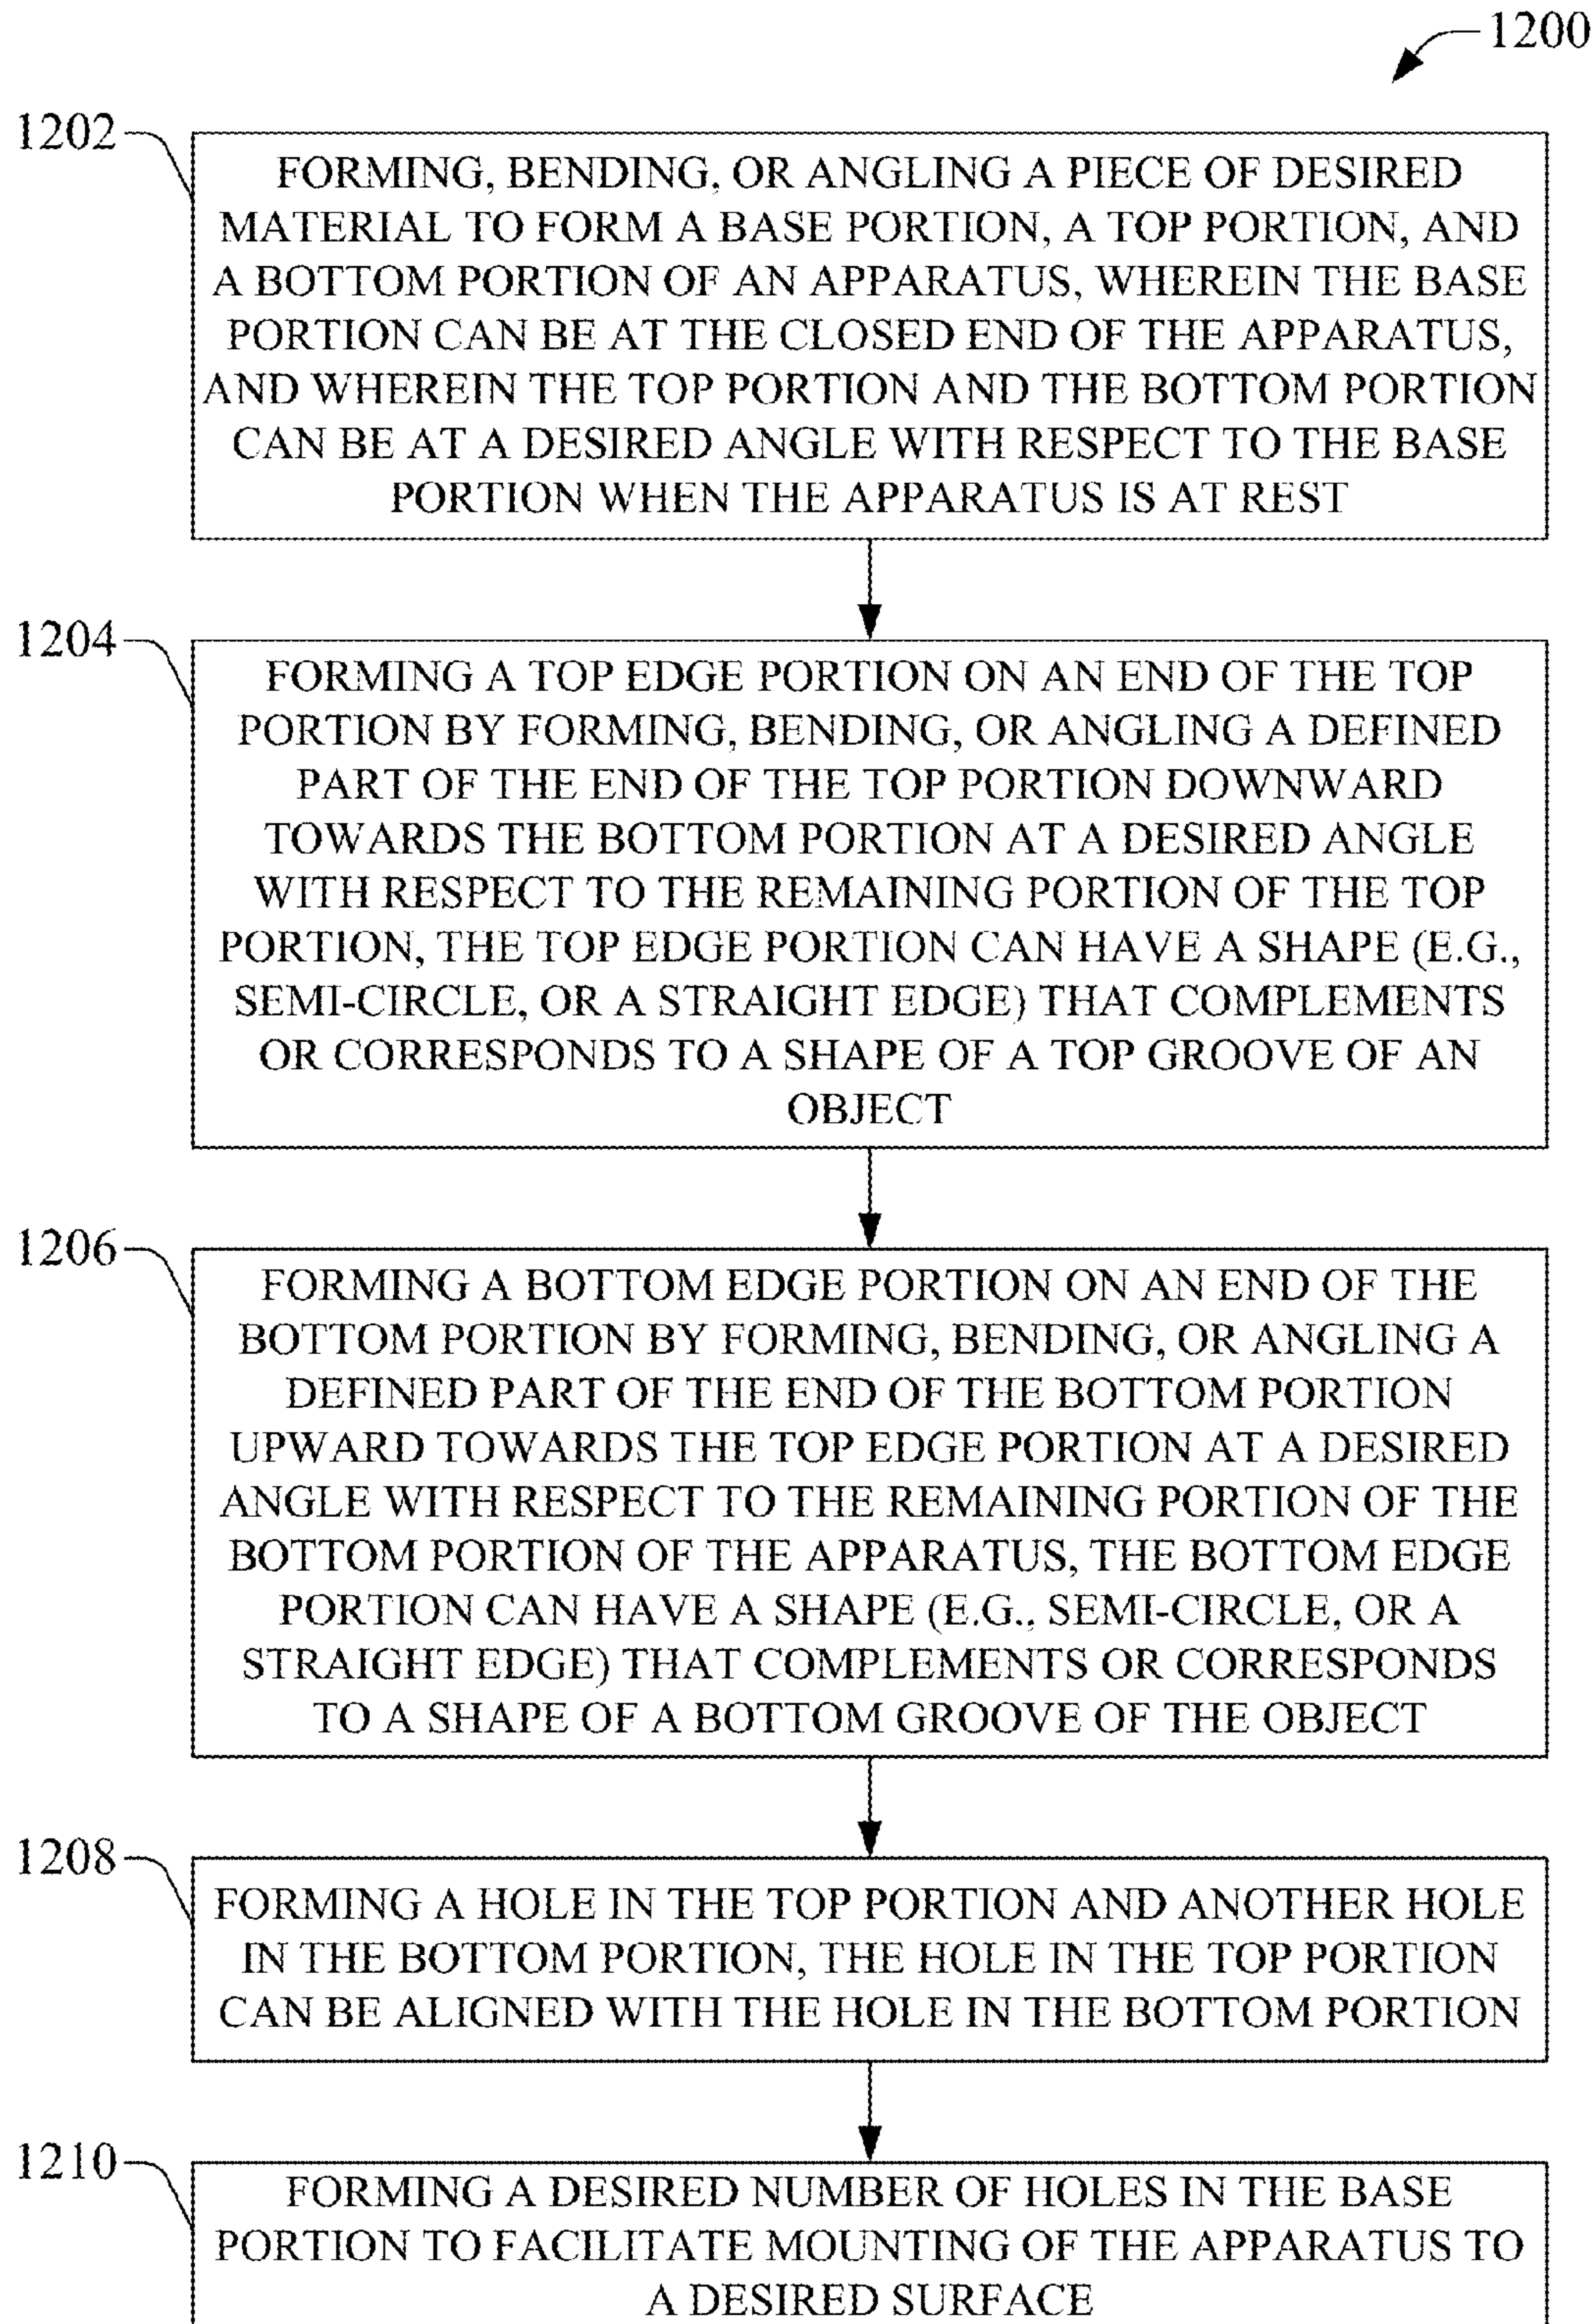 1200
1202
FORMING, BENDING, OR ANGLING A PIECE OF DESIRED
MATERIAL TO FORM A BASE PORTION, A TOP PORTION, AND
A BOTTOM PORTION OF AN APPARATUS, WHEREIN THE BASE
PORTION CAN BE AT THE CLOSED END OF THE APPARATUS,
AND WHEREIN THE TOP PORTION AND THE BOTTOM PORTION
CAN BE AT A DESIRED ANGLE WITH RESPECT TO THE BASE
PORTION WHEN THE APPARATUS IS AT REST
1204
FORMING A TOP EDGE PORTION ON AN END OF THE TOP
PORTION BY FORMING, BENDING, OR ANGLING A DEFINED
PART OF THE END OF THE TOP PORTION DOWNWARD
TOWARDS THE BOTTOM PORTION AT A DESIRED ANGLE
WITH RESPECT TO THE REMAINING PORTION OF THE TOP
PORTION, THE TOP EDGE PORTION CAN HAVE A SHAPE (E.G.,
SEMI-CIRCLE, OR A STRAIGHT EDGE) THAT COMPLEMENTS
OR CORRESPONDS TO A SHAPE OF A TOP GROOVE OF AN
OBJECT
1206
FORMING A BOTTOM EDGE PORTION ON AN END OF THE
BOTTOM PORTION BY FORMING, BENDING, OR ANGLING A
DEFINED PART OF THE END OF THE BOTTOM PORTION
UPWARD TOWARDS THE TOP EDGE PORTION AT A DESIRED
ANGLE WITH RESPECT TO THE REMAINING PORTION OF THE
BOTTOM PORTION OF THE APPARATUS, THE BOTTOM EDGE
PORTION CAN HAVE A SHAPE (E.G., SEMI-CIRCLE, OR A
STRAIGHT EDGE) THAT COMPLEMENTS OR CORRESPONDS
TO A SHAPE OF A BOTTOM GROOVE OF THE OBJECT
1208
FORMING A HOLE IN THE TOP PORTION AND ANOTHER HOLE
IN THE BOTTOM PORTION, THE HOLE IN THE TOP PORTION
CAN BE ALIGNED WITH THE HOLE IN THE BOTTOM PORTION
1210
FORMING A DESIRED NUMBER OF HOLES IN THE BASE
PORTION TO FACILITATE MOUNTING OF THE APPARATUS TO
A DESIRED SURFACE